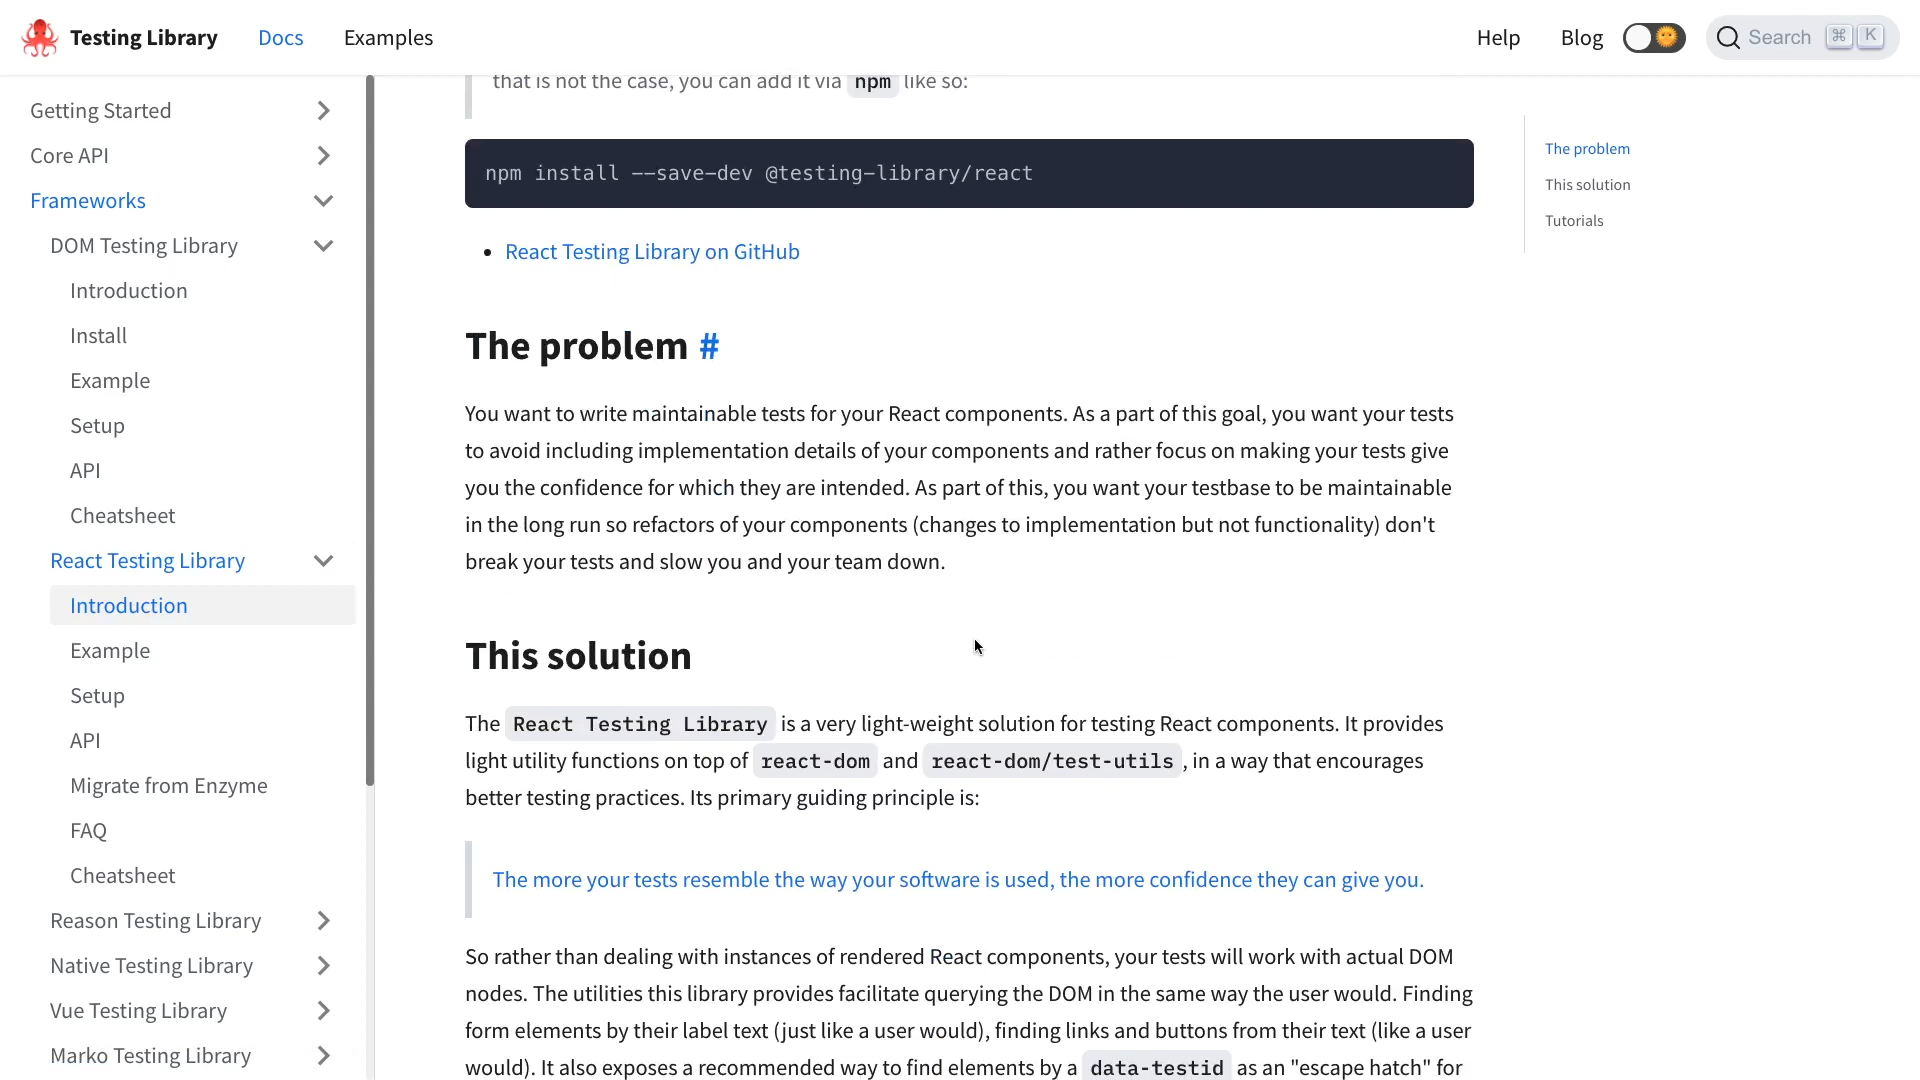 Testing Library
Docs
Examples
Help
Blog
Search
⌘ K
Getting Started
Core API
Frameworks
DOM Testing Library
Introduction
Install
Example
Setup
API
Cheatsheet
React Testing Library
Introduction
Example
Setup
API
Migrate from Enzyme
FAQ
Cheatsheet
Reason Testing Library
Native Testing Library
Vue Testing Library
Marko Testing Library
that is not the case, you can add it via npm like so:
npm install --save-dev @testing-library/react
React Testing Library on GitHub
The problem #
You want to write maintainable tests for your React components. As a part of this goal, you want your tests
to avoid including implementation details of your components and rather focus on making your tests give
you the confidence for which they are intended. As part of this, you want your testbase to be maintainable
in the long run so refactors of your components (changes to implementation but not functionality) don't
break your tests and slow you and your team down.
This solution
The React Testing Library is a very light-weight solution for testing React components. It provides
light utility functions on top of react-dom and react-dom/test-utils, in a way that encourages
better testing practices. Its primary guiding principle is:
The more your tests resemble the way your software is used, the more confidence they can give you.
So rather than dealing with instances of rendered React components, your tests will work with actual DOM
nodes. The utilities this library provides facilitate querying the DOM in the same way the user would. Finding
form elements by their label text (just like a user would), finding links and buttons from their text (like a user
would). It also exposes a recommended way to find elements by a data-testid as an "escape hatch" for
The problem
This solution
Tutorials